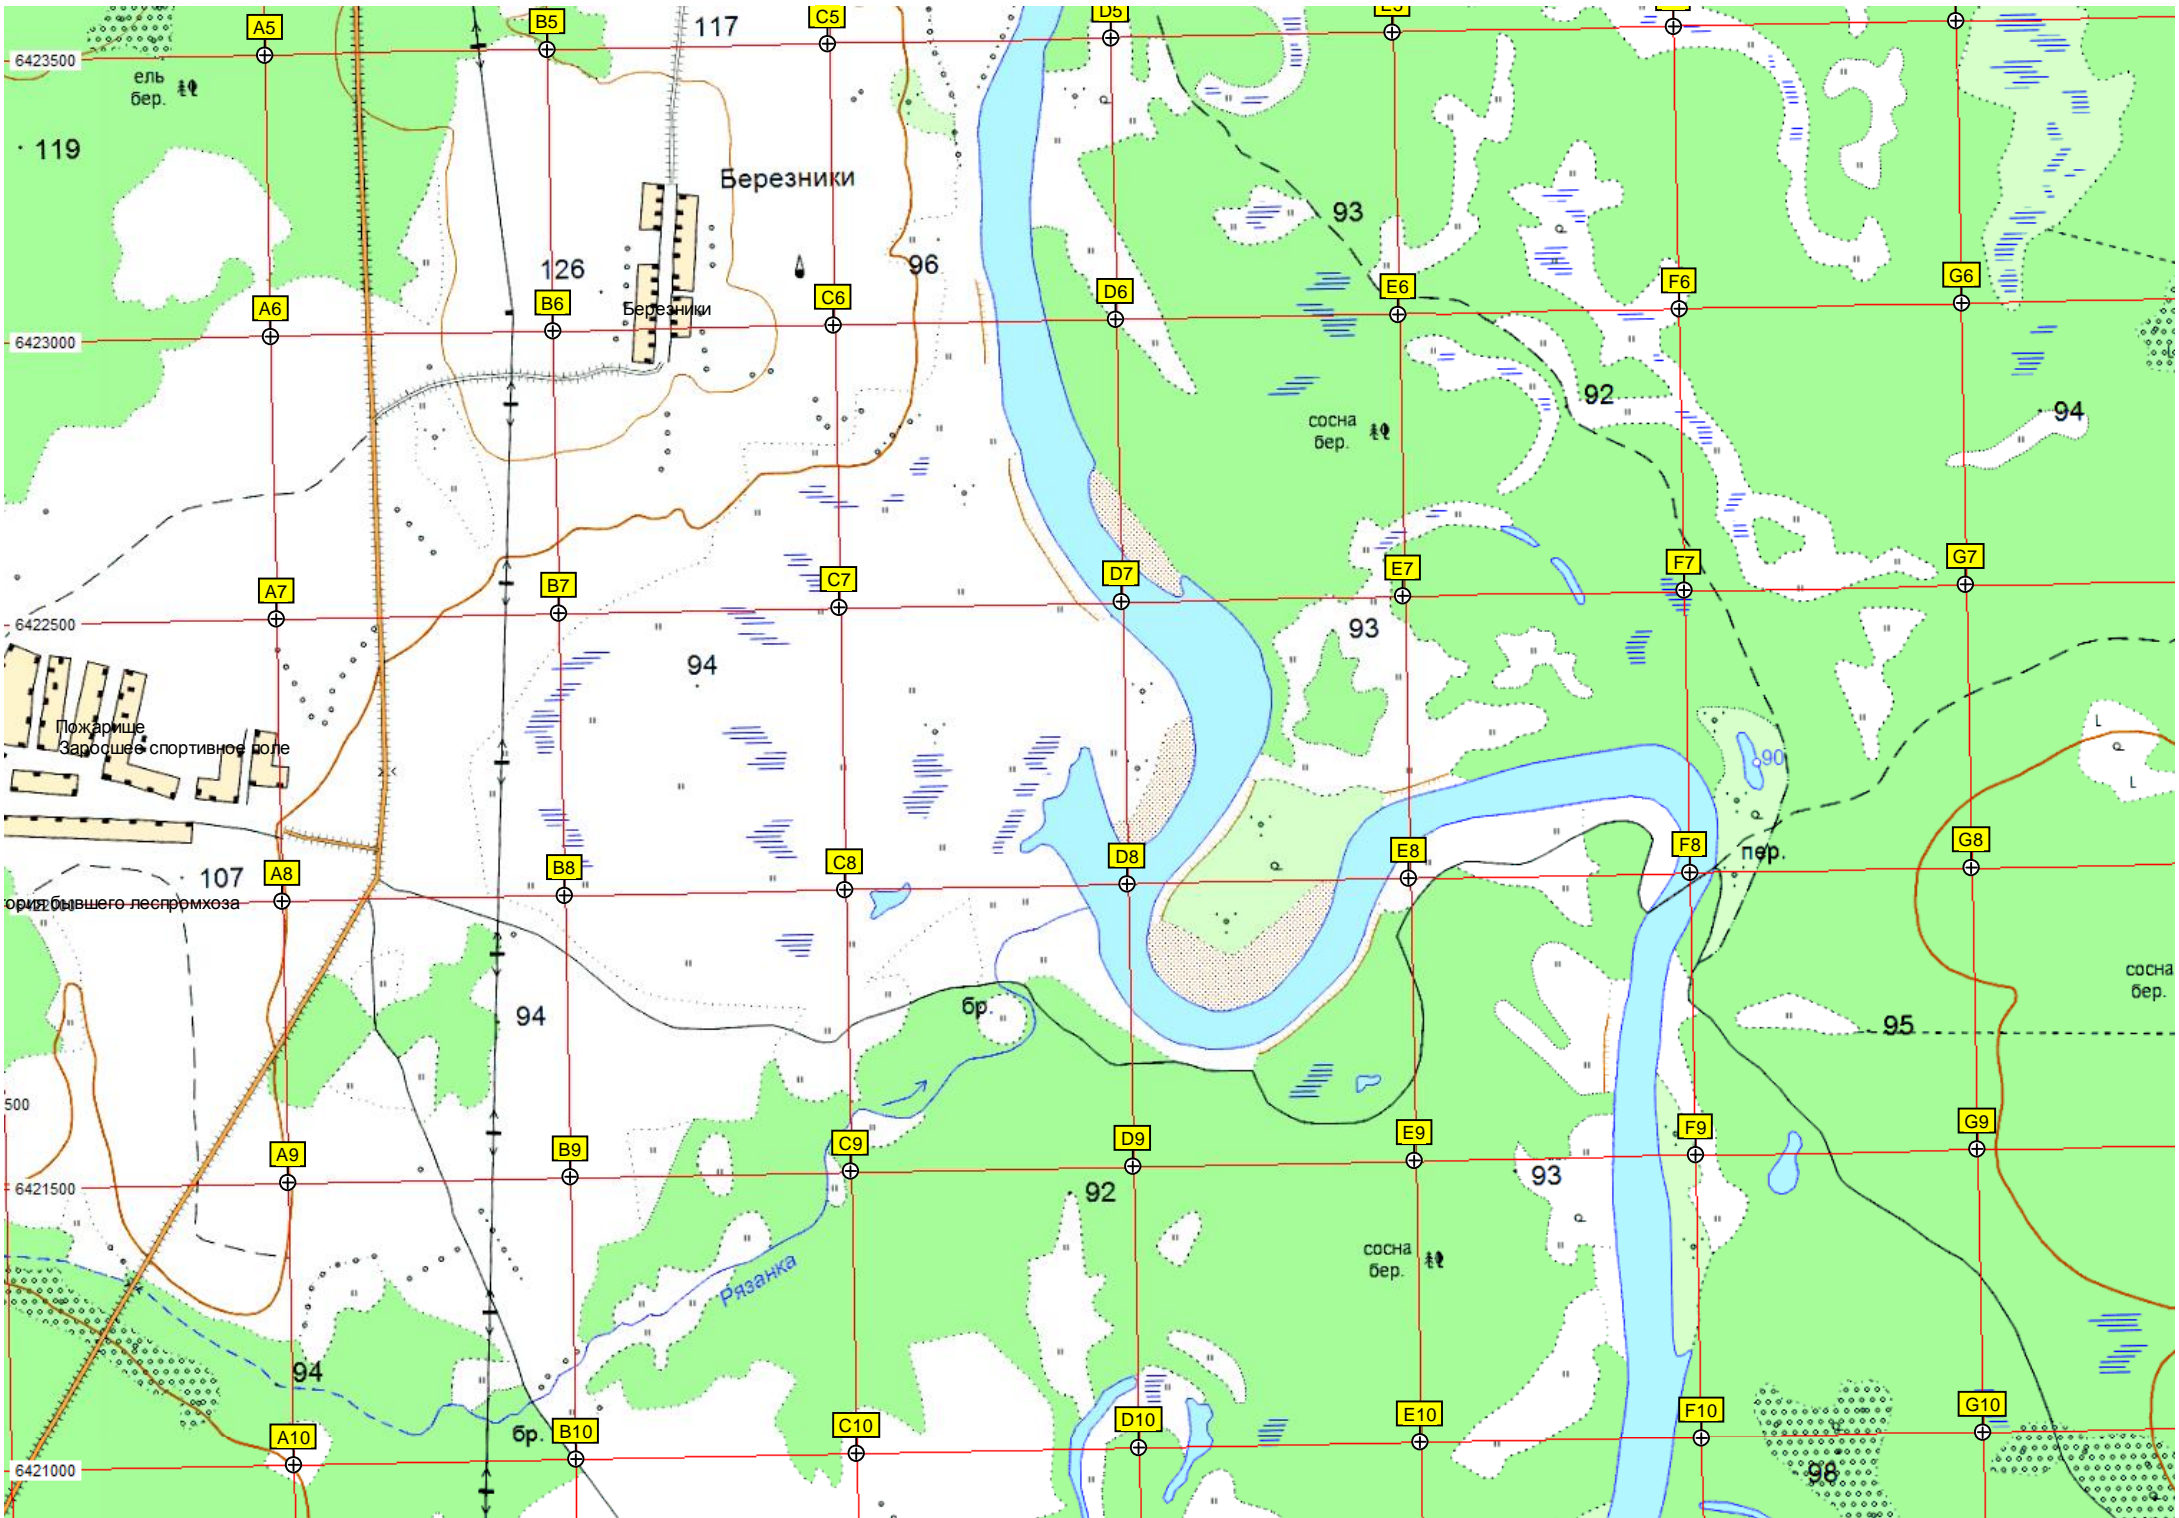 A5
B5
117
C5
D5
6423500
ель
бер.
119
Березники
93
126
96
A6
B6
Березники
C6
D6
E6
F6
G6
6423000
92
94
сосна
бер.
A7
B7
C7
D7
E7
F7
G7
6422500
94
93
Пожарище
Заросшее спортивное поле
90
пер.
107
A8
B8
C8
D8
E8
F8
G8
ория бывшего леспромхоза
сосна
бер.
94
бр.
95
500
A9
B9
C9
D9
E9
F9
G9
6421500
92
93
Рязанка
сосна
бер.
94
A10
бр.
B10
C10
D10
E10
F10
G10
6421000
98